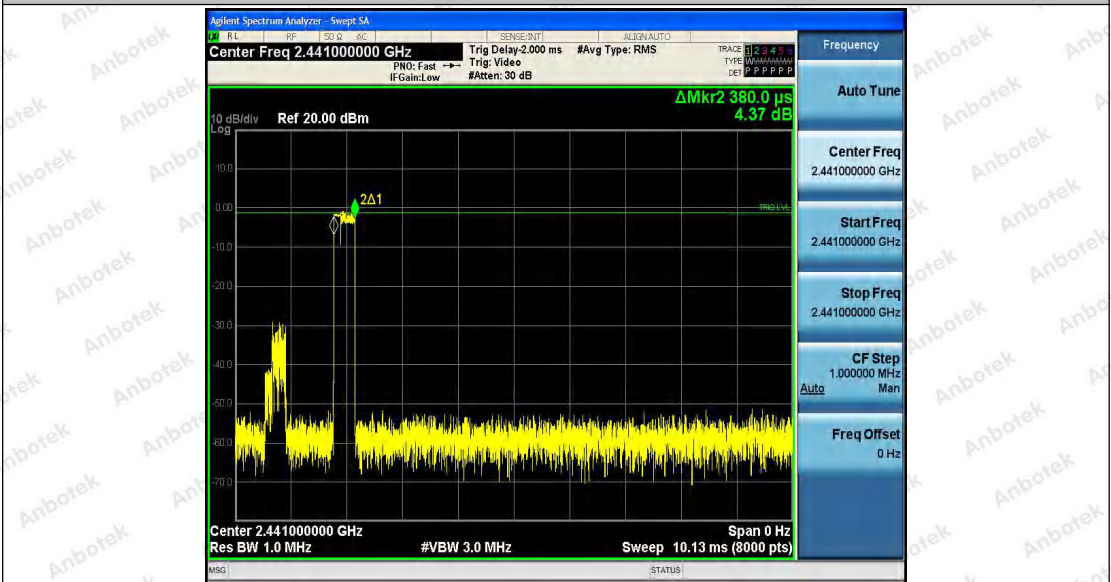 Agilent Spectrum Analyzer - Swept SA
RL RF 50 Ω AC SENSE:INT ALIGNAUTO
Center Freq 2.441000000 GHz
PNO: Fast
IFGain:Low
Trig Delay-2.000 ms
Trig: Video
#Atten: 30 dB
#Avg Type: RMS
TRACE 1 2 3 4 5 6
TYPE
DET P P P P P P
ΔMkr2 380.0 µs
4.37 dB
10 dB/div
Log
Ref 20.00 dBm
10.0
0.00
-10.0
-20.0
-30.0
-40.0
-50.0
-60.0
-70.0
2Δ1
TRIG LVL
Center 2.441000000 GHz
Span 0 Hz
Res BW 1.0 MHz
#VBW 3.0 MHz
Sweep 10.13 ms (8000 pts)
MSG
STATUS
Frequency
Auto Tune
Center Freq
2.441000000 GHz
Start Freq
2.441000000 GHz
Stop Freq
2.441000000 GHz
CF Step
1.000000 MHz
Auto Man
Freq Offset
0 Hz
Anbotek